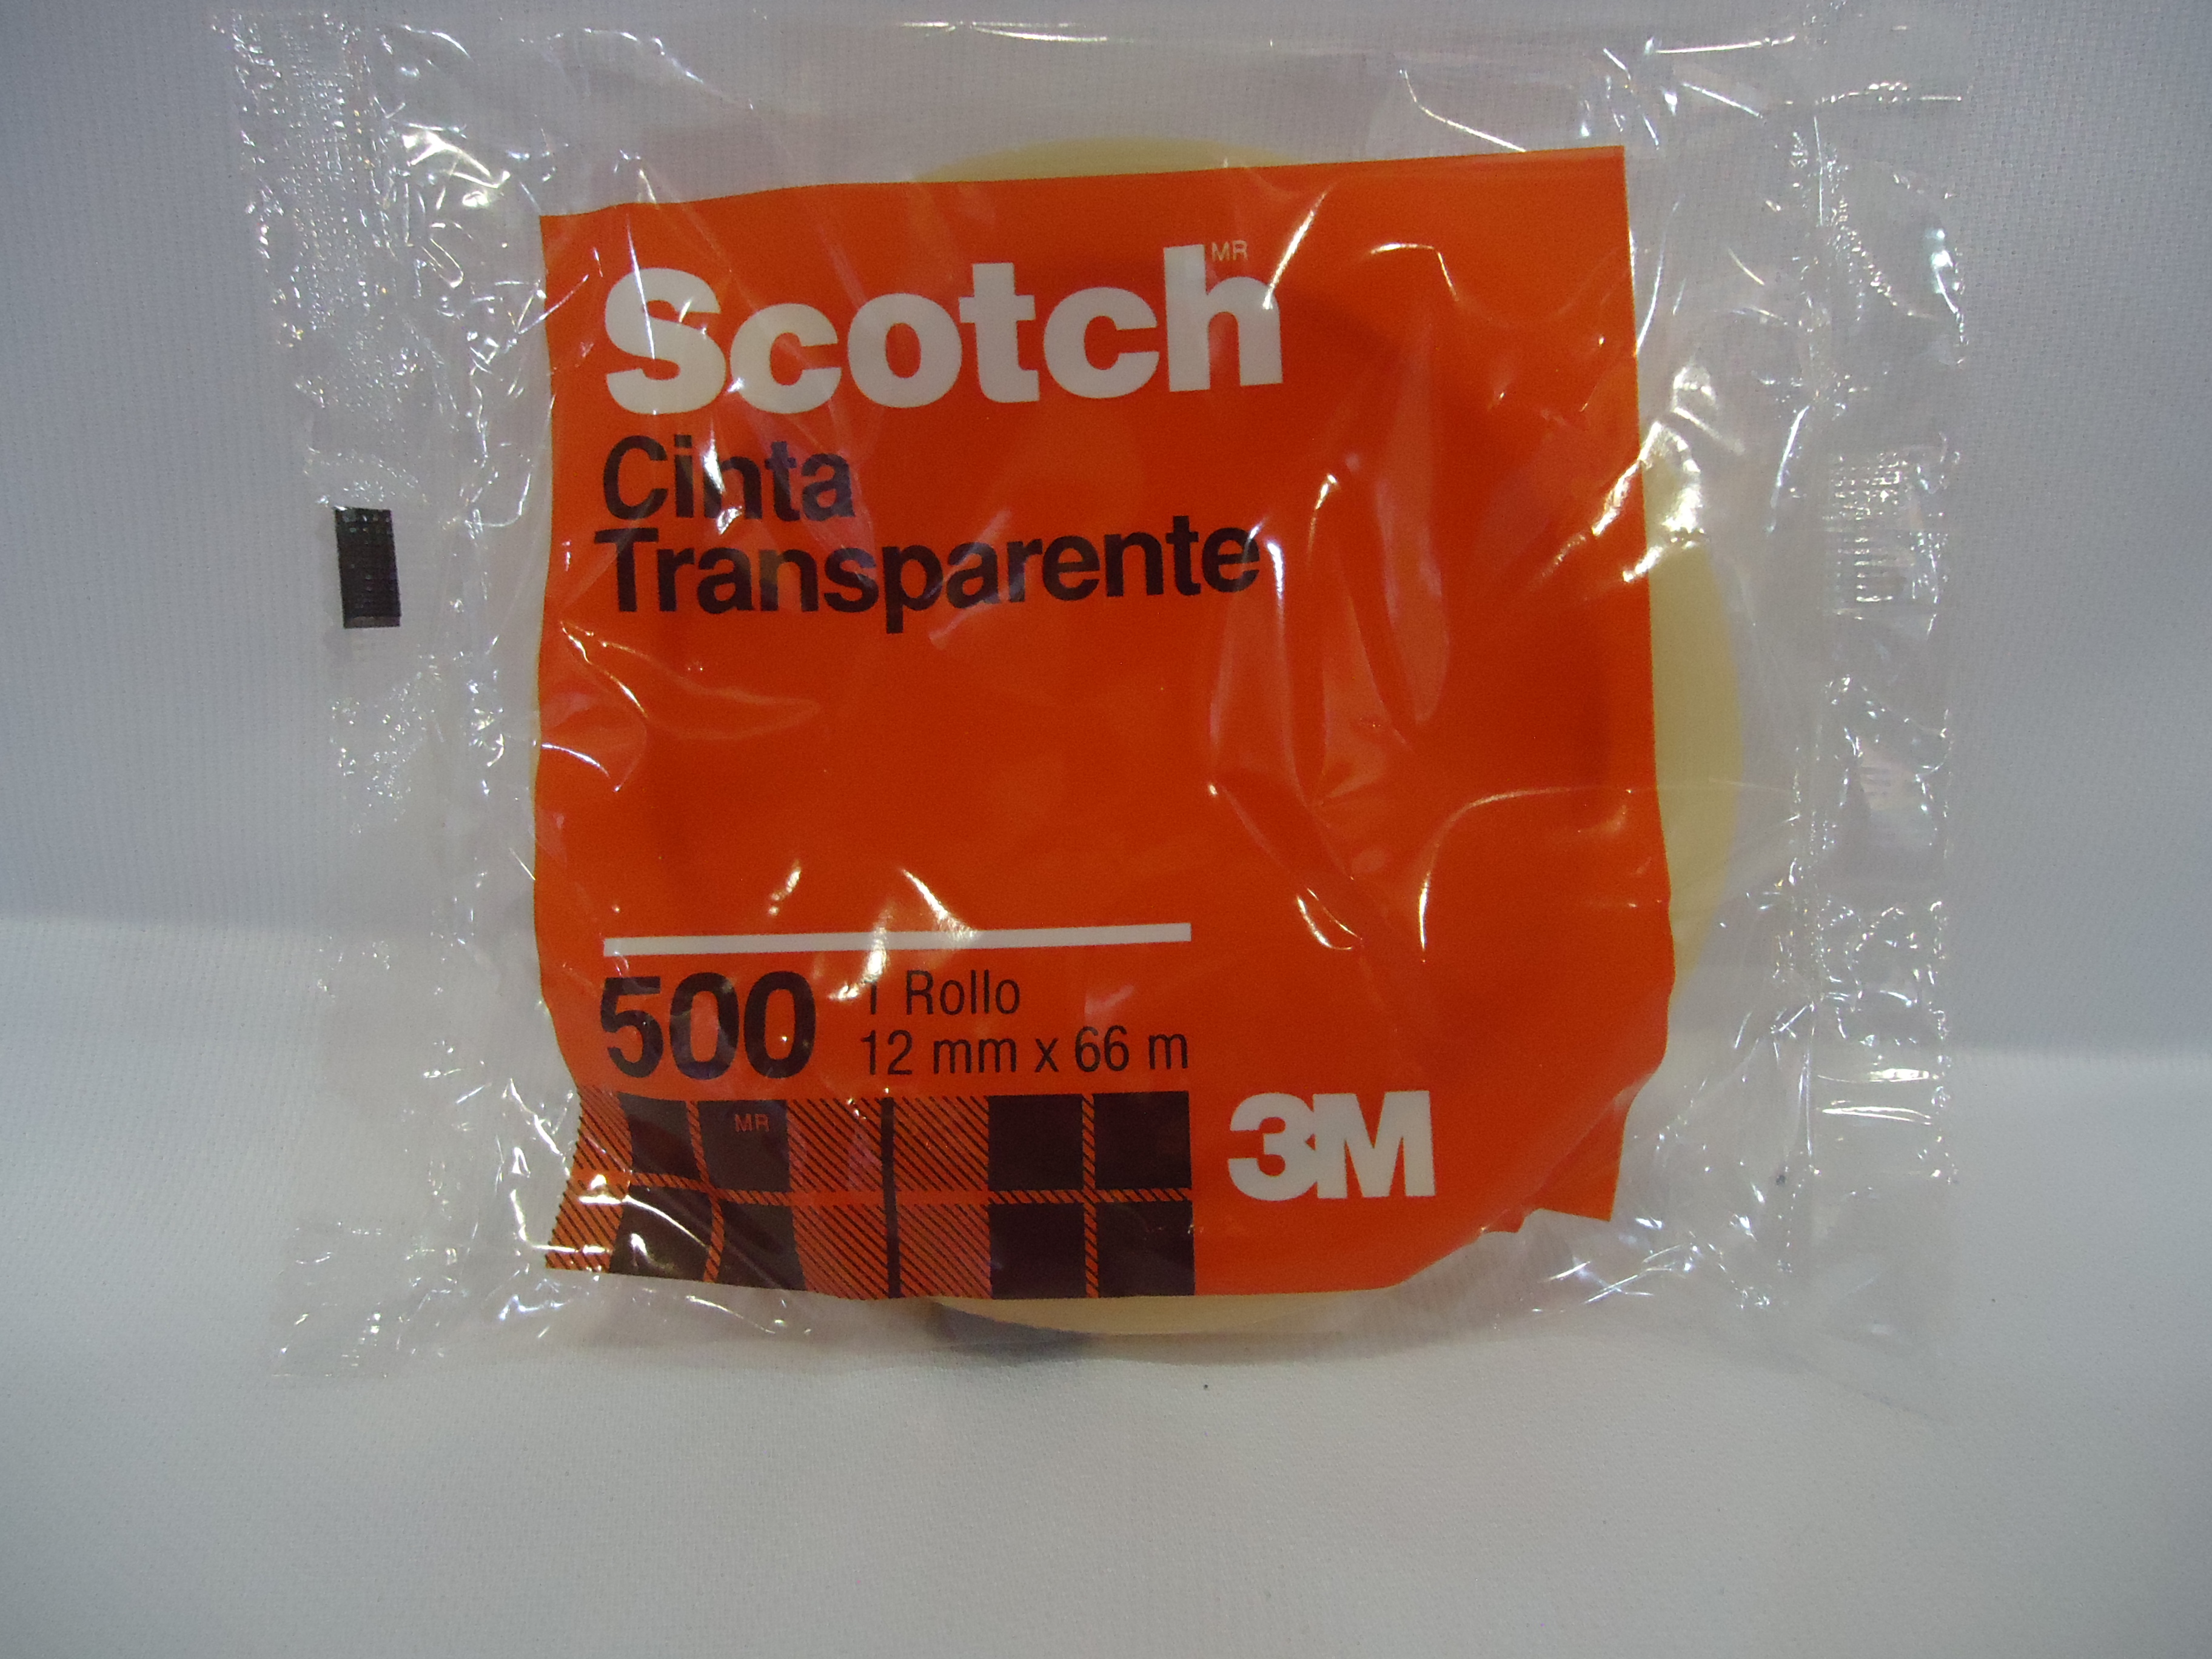 Scotch MR
Cinta
Transparente
500 1 Rollo
12 mm x 66 m
MR
3M